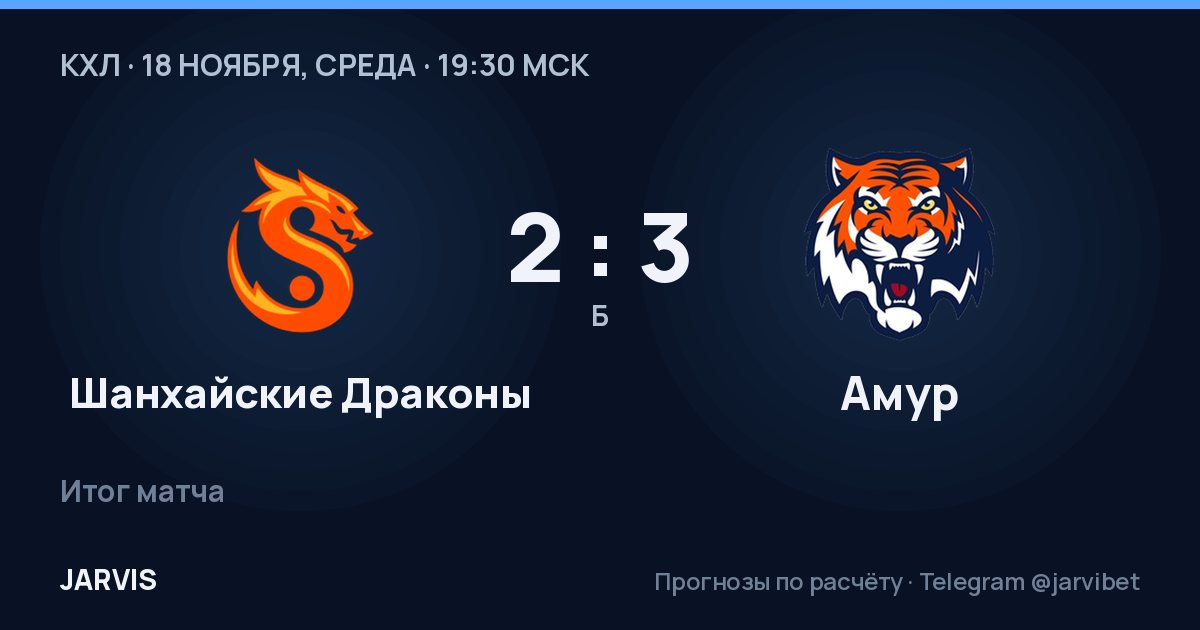 КХЛ · 18 НОЯБРЯ, СРЕДА · 19:30 МСК
2 : 3
Б
Шанхайские Драконы
Амур
Итог матча
JARVIS
Прогнозы по расчёту · Telegram @jarvibet